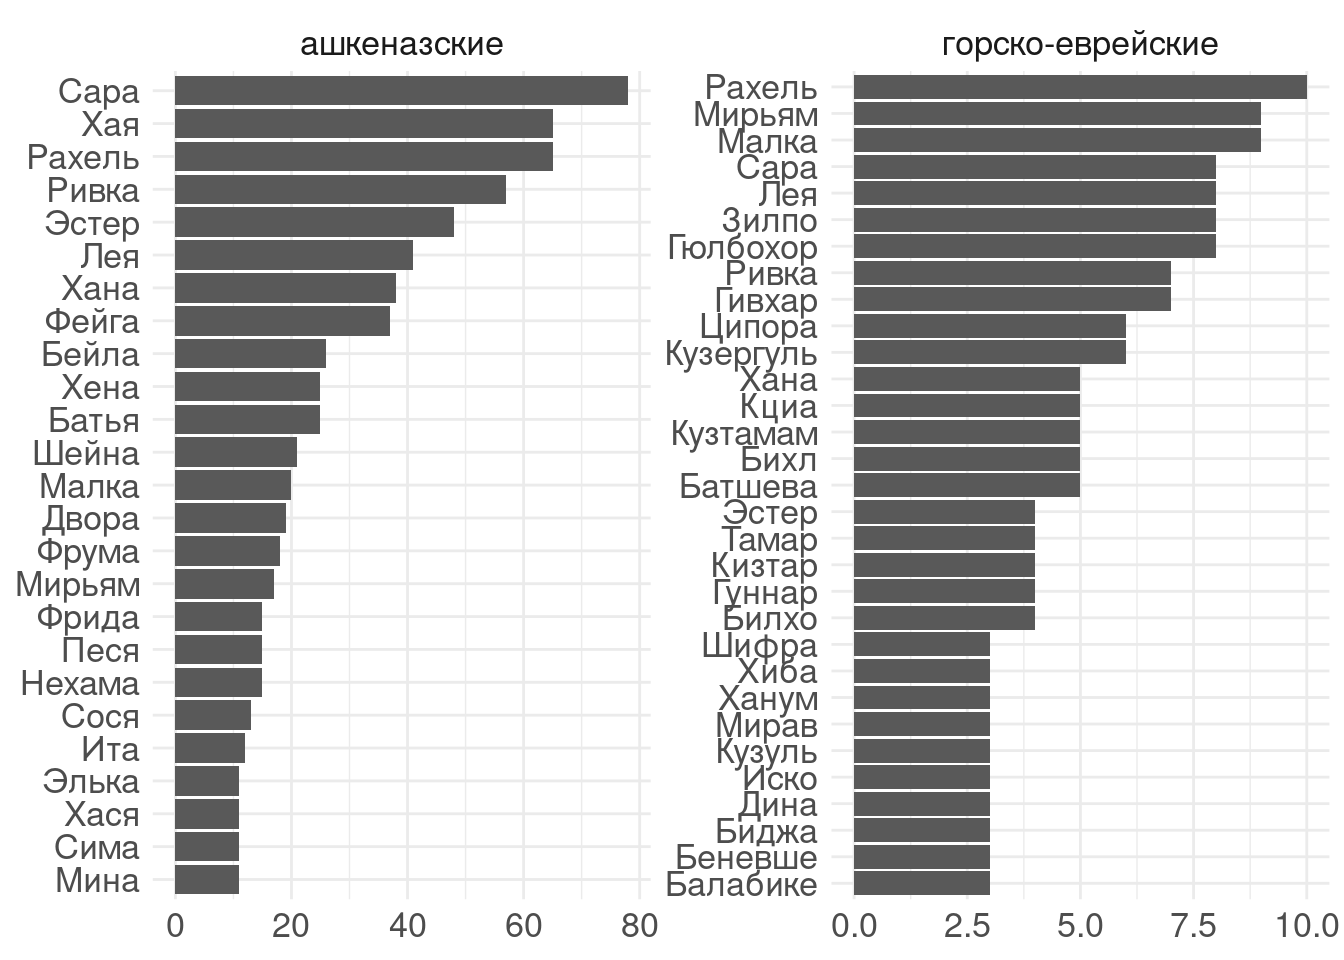 ашкеназские
Сара
Хая
Рахель
Ривка
Эстер
Лея
Хана
Фейга
Бейла
Хена
Батья
Шейна
Малка
Двора
Фрума
Мирьям
Фрида
Песя
Нехама
Сося
Ита
Элька
Хася
Сима
Мина
0 20 40 60 80
горско-еврейские
Рахель
Мирьям
Малка
Сара
Лея
Зилпо
Гюлбохор
Ривка
Гивхар
Ципора
Кузергуль
Хана
Кциа
Кузтамам
Бихл
Батшева
Эстер
Тамар
Кизтар
Гуннар
Билхо
Шифра
Хиба
Ханум
Мирав
Кузуль
Иско
Дина
Биджа
Беневше
Балабике
0.0 2.5 5.0 7.5 10.0